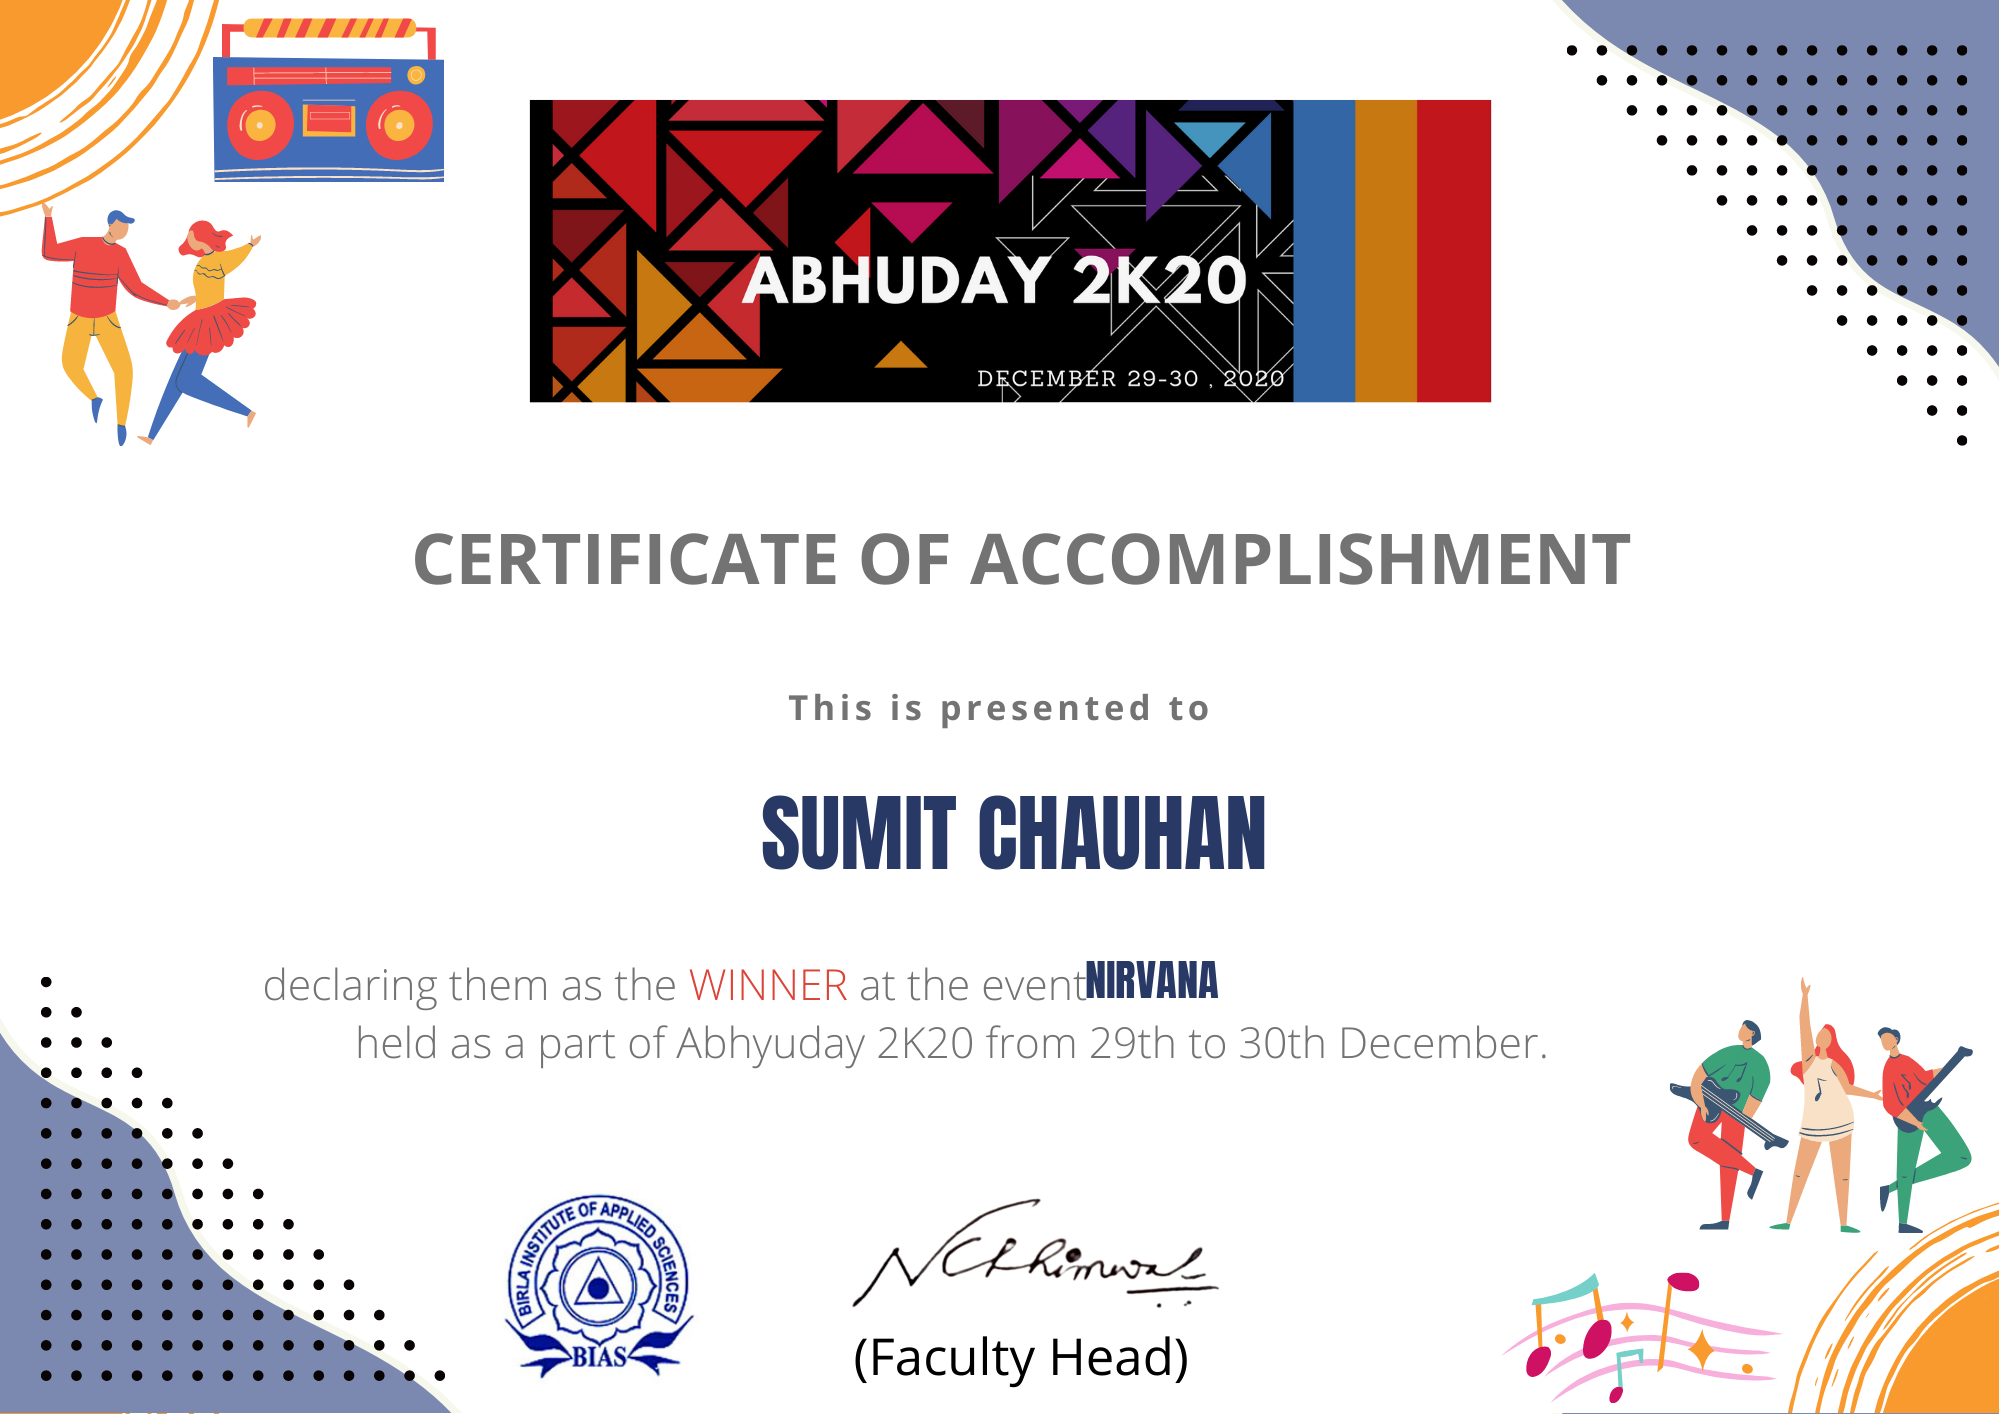 ABHUDAY 2K20
DECEMBER 29-30 , 2020
CERTIFICATE OF ACCOMPLISHMENT
This is presented to
SUMIT CHAUHAN
declaring them as the WINNER at the event NIRVANA
held as a part of Abhyuday 2K20 from 29th to 30th December.
BIRLA INSTITUTE OF APPLIED SCIENCES
BIAS
(Faculty Head)